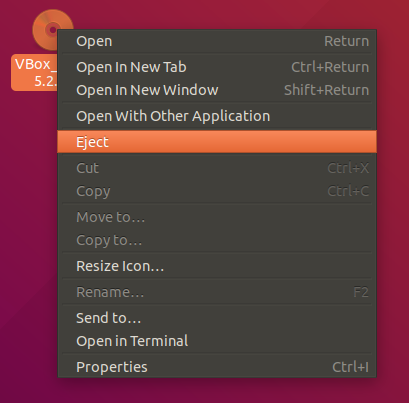 VBox_
5.2.
Open Return
Open In New Tab Ctrl+Return
Open In New Window Shift+Return
Open With Other Application
Eject
Cut Ctrl+X
Copy Ctrl+C
Move to…
Copy to…
Resize Icon…
Rename… F2
Send to…
Open in Terminal
Properties Ctrl+I